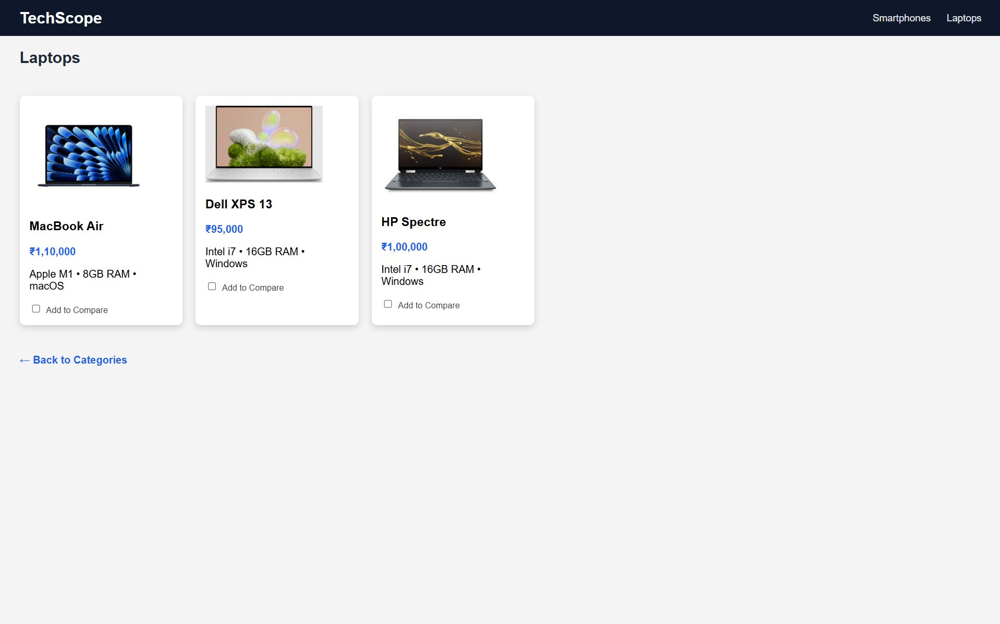 TechScope
Smartphones
Laptops
Laptops
MacBook Air
₹1,10,000
Apple M1 • 8GB RAM •
macOS
Add to Compare
Dell XPS 13
₹95,000
Intel i7 • 16GB RAM •
Windows
Add to Compare
HP Spectre
₹1,00,000
Intel i7 • 16GB RAM •
Windows
Add to Compare
← Back to Categories